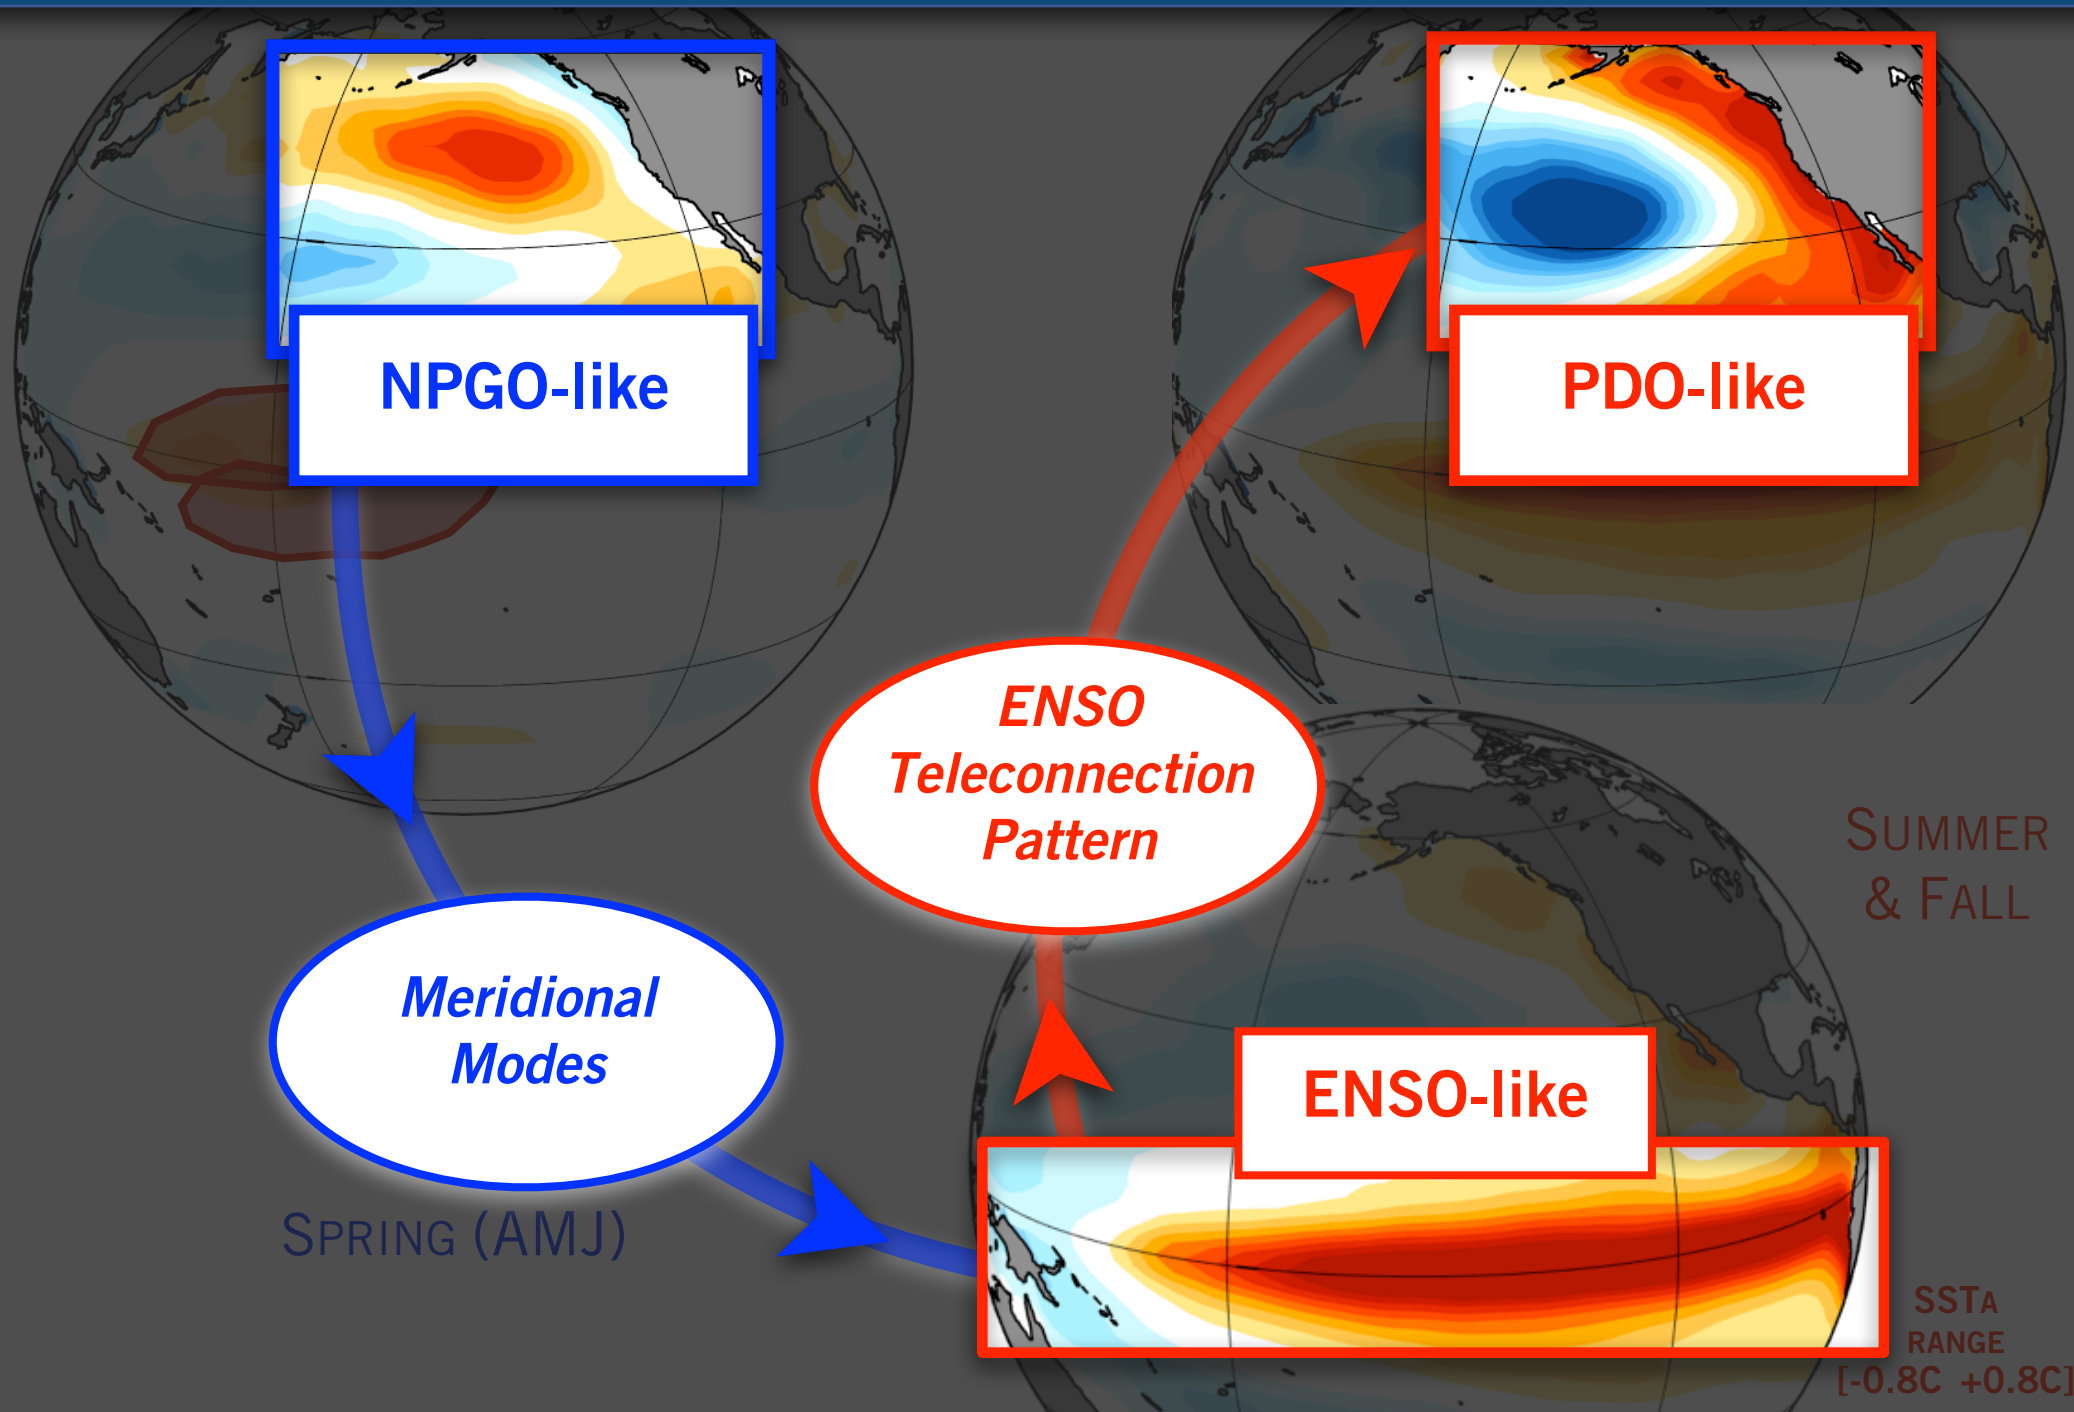 NPGO-like
PDO-like
ENSO
Teleconnection
Pattern
SUMMER
& FALL
Meridional
Modes
ENSO-like
SPRING (AMJ)
SSTA
RANGE
[-0.8C +0.8C]